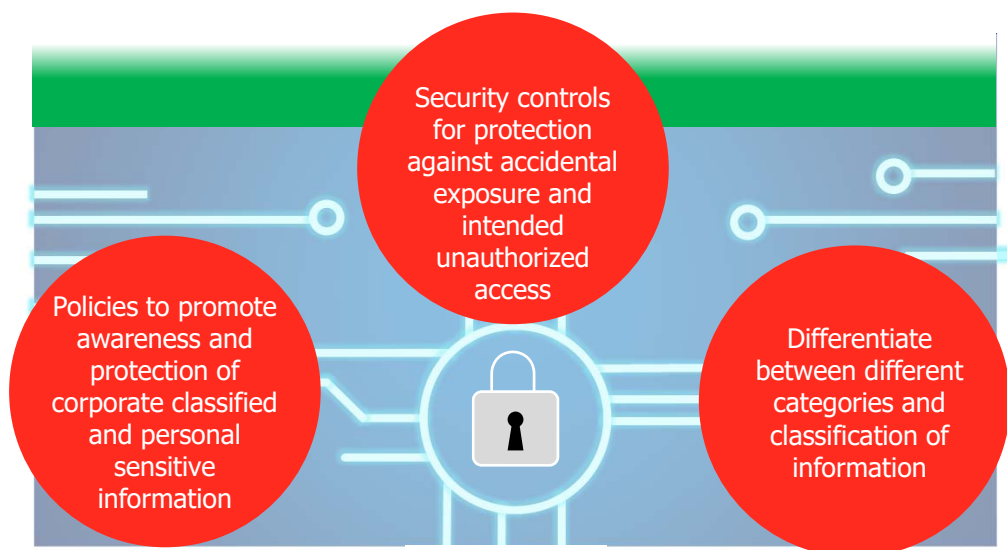 Security controls
for protection
against accidental
exposure and
intended
unauthorized
access
Policies to promote
awareness and
protection of
corporate classified
and personal
sensitive
information
Differentiate
between different
categories and
classification of
information